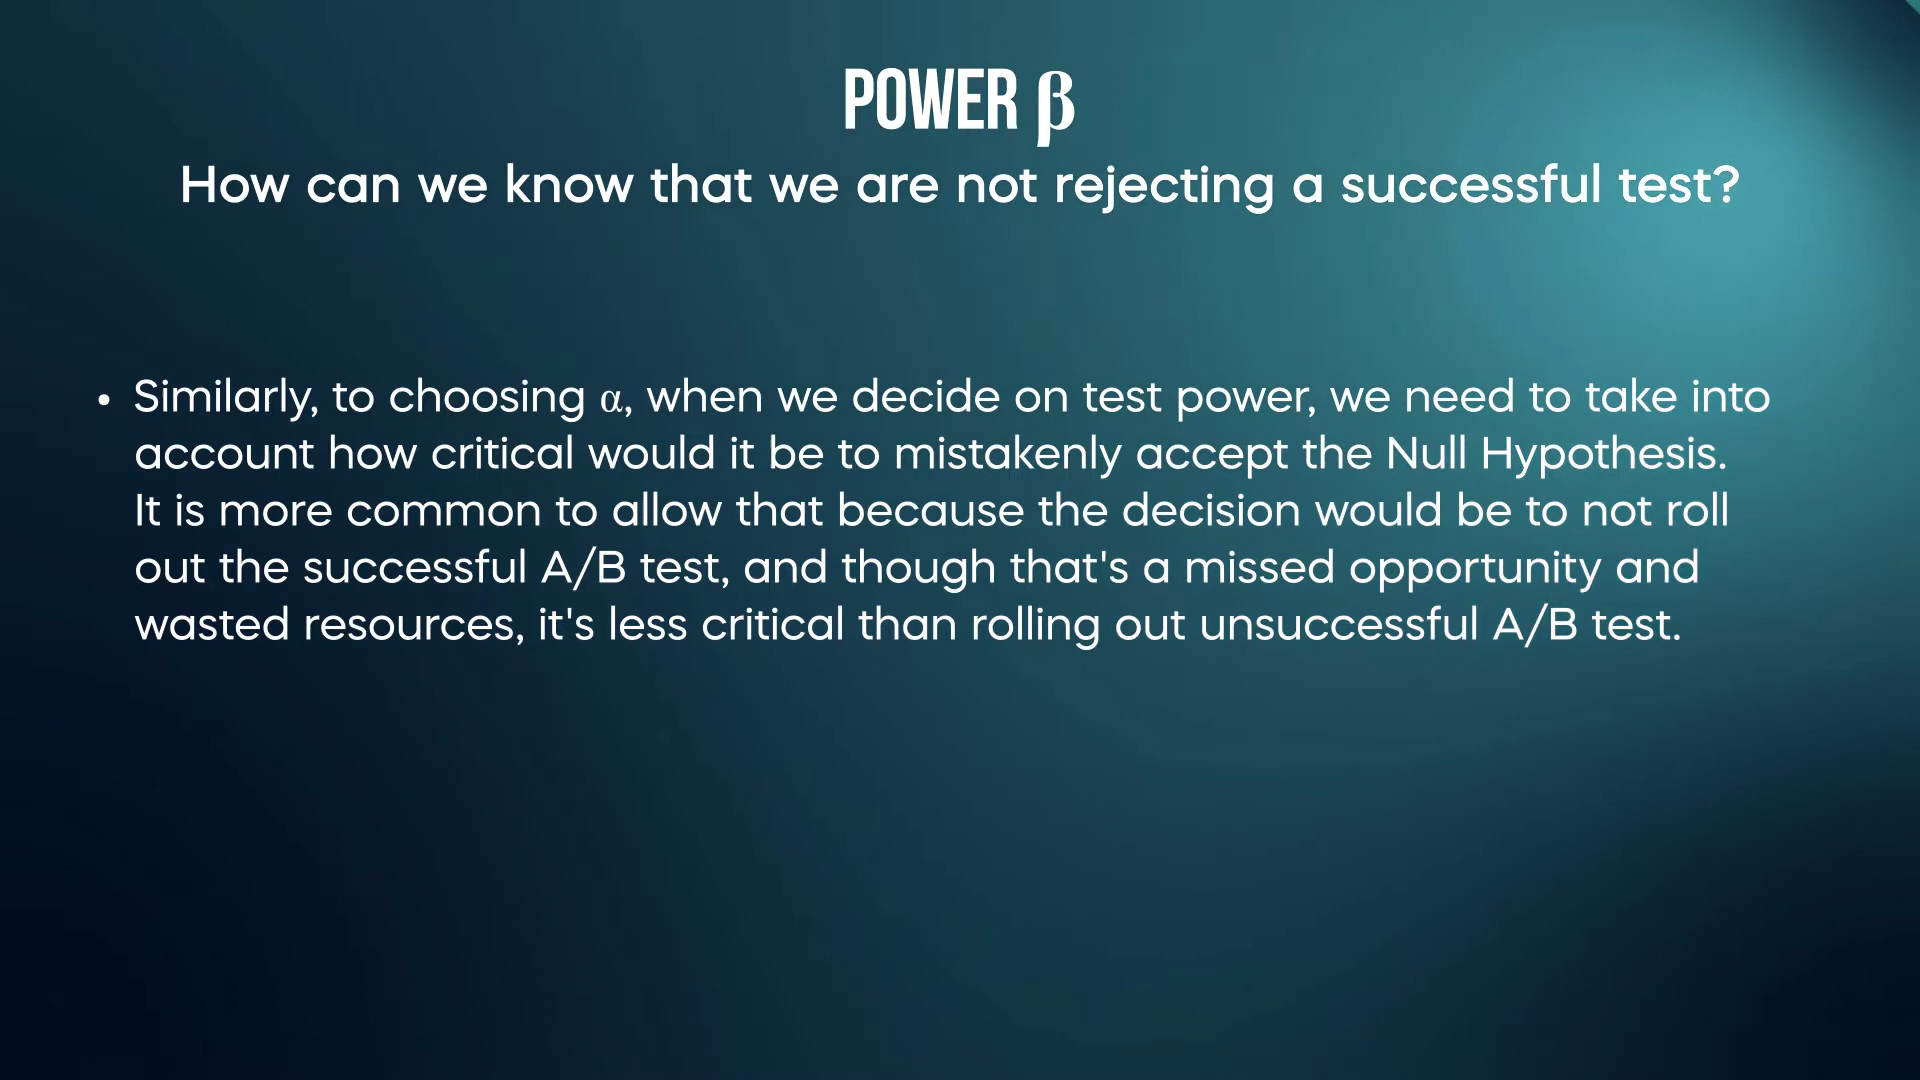 POWER β
How can we know that we are not rejecting a successful test?
• Similarly, to choosing α, when we decide on test power, we need to take into
account how critical would it be to mistakenly accept the Null Hypothesis.
It is more common to allow that because the decision would be to not roll
out the successful A/B test, and though that's a missed opportunity and
wasted resources, it's less critical than rolling out unsuccessful A/B test.